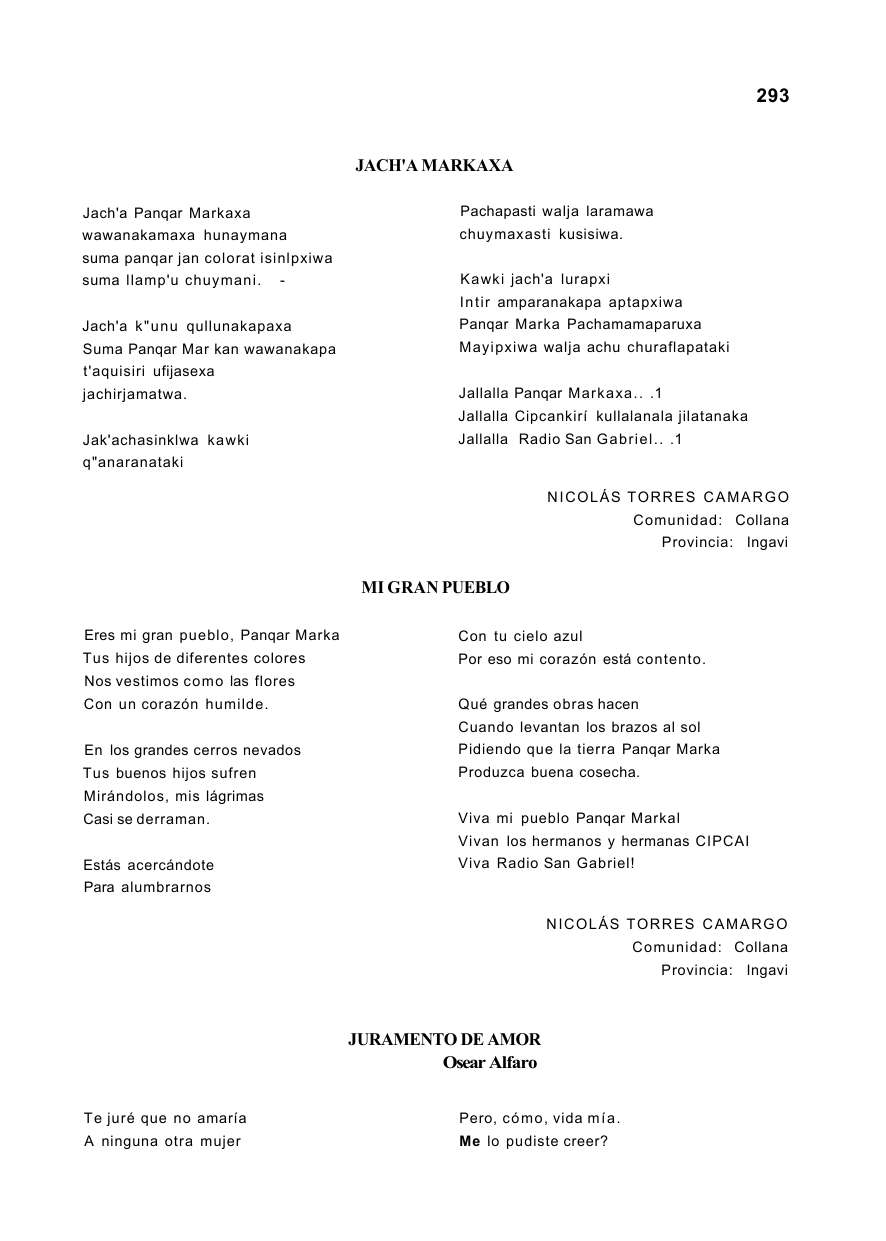 293
JACH'A MARKAXA
Jach'a Panqar Markaxa
wawanakamaxa hunaymana
suma panqar jan colorat isinlpxiwa
suma llamp'u chuymani. -
Jach'a k"unu qullunakapaxa
Suma Panqar Mar kan wawanakapa
t'aquisiri ufijasexa
jachirjamatwa.
Jak'achasinklwa kawki
q"anaranataki
Pachapasti walja laramawa
chuymaxasti kusisiwa.
Kawki jach'a lurapxi
Intir amparanakapa aptapxiwa
Panqar Marka Pachamamaparuxa
Mayipxiwa walja achu churaflapataki
Jallalla Panqar Markaxa.. .1
Jallalla Cipcankirí kullalanala jilatanaka
Jallalla Radio San Gabriel.. .1
NICOLÁS TORRES CAMARGO
Comunidad: Collana
Provincia: Ingavi
MI GRAN PUEBLO
Eres mi gran pueblo, Panqar Marka
Tus hijos de diferentes colores
Nos vestimos como las flores
Con un corazón humilde.
En los grandes cerros nevados
Tus buenos hijos sufren
Mirándolos, mis lágrimas
Casi se derraman.
Estás acercándote
Para alumbrarnos
Con tu cielo azul
Por eso mi corazón está contento.
Qué grandes obras hacen
Cuando levantan los brazos al sol
Pidiendo que la tierra Panqar Marka
Produzca buena cosecha.
Viva mi pueblo Panqar Markal
Vivan los hermanos y hermanas CIPCAI
Viva Radio San Gabriel!
NICOLÁS TORRES CAMARGO
Comunidad: Collana
Provincia: Ingavi
JURAMENTO DE AMOR
Osear Alfaro
Te juré que no amaría
A ninguna otra mujer
Pero, cómo, vida mía.
Me lo pudiste creer?